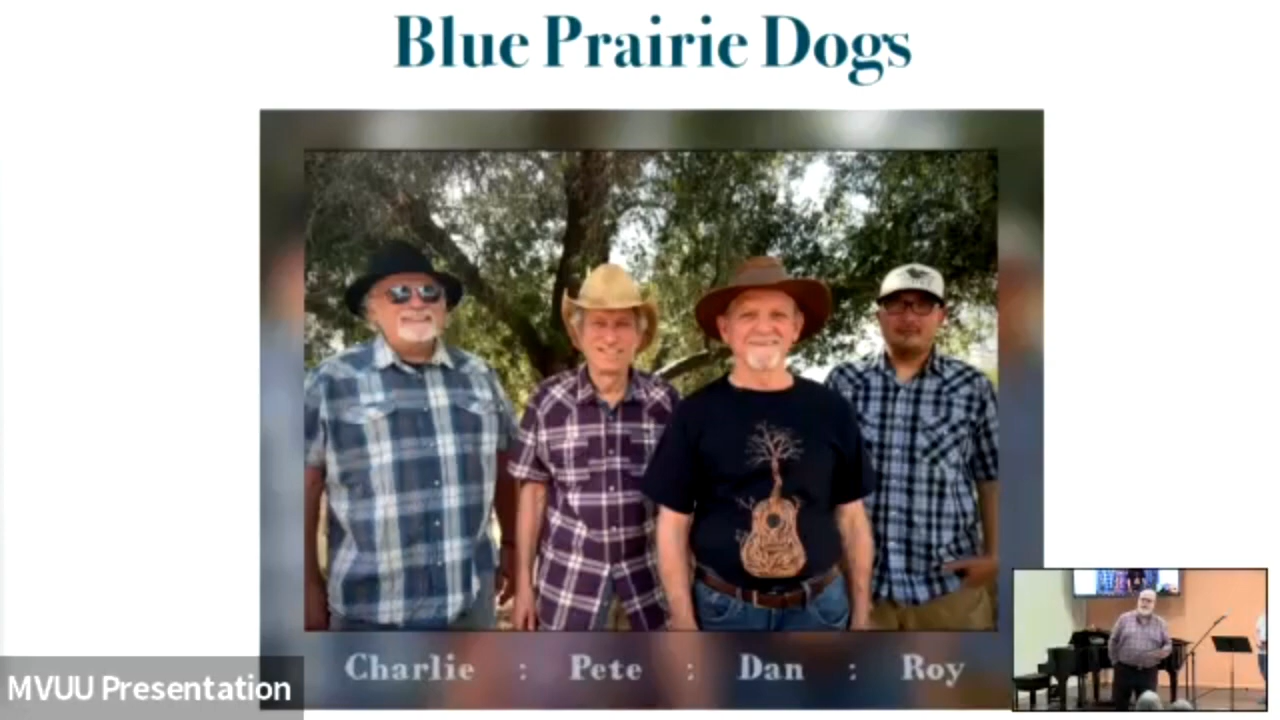 Blue Prairie Dogs
Charlie : Pete : Dan : Roy
MVUU Presentation